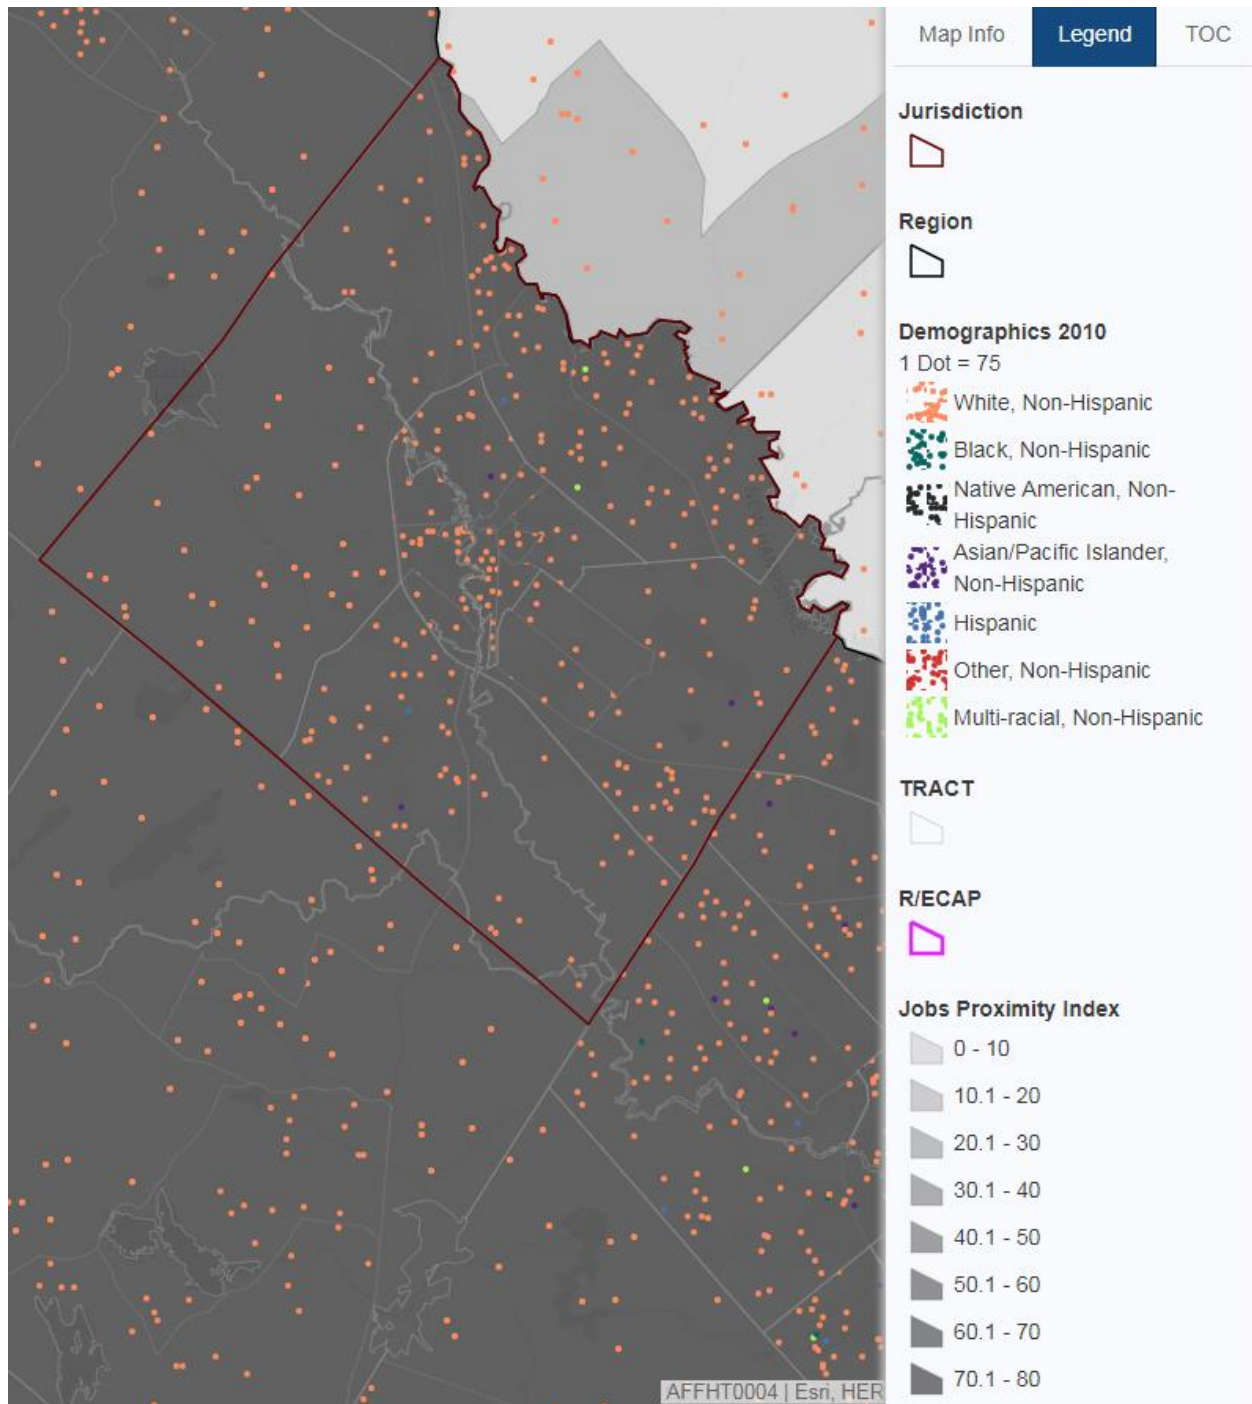 Map Info
Legend
TOC
Jurisdiction
Region
Demographics 2010
1 Dot = 75
White, Non-Hispanic
Black, Non-Hispanic
Native American, Non-
Hispanic
Asian/Pacific Islander,
Non-Hispanic
Hispanic
Other, Non-Hispanic
Multi-racial, Non-Hispanic
TRACT
R/ECAP
Jobs Proximity Index
0 - 10
10.1 - 20
20.1 - 30
30.1 - 40
40.1 - 50
50.1 - 60
60.1 - 70
70.1 - 80
AFFHT0004 | Esri, HER